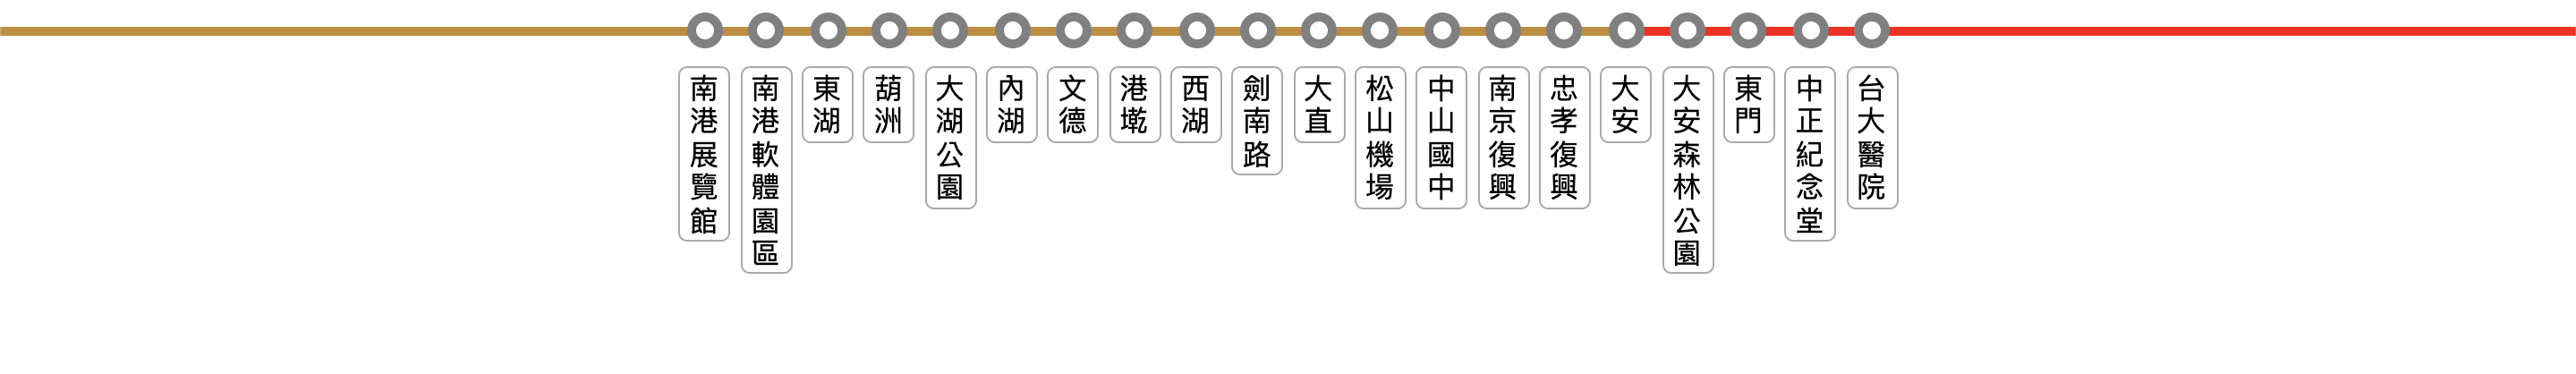 南港展覽館
南港軟體園區
東湖
葫洲
大湖公園
內湖
文德
港墘
西湖
劍南路
大直
松山機場
中山國中
南京復興
忠孝復興
大安
大安森林公園
東門
中正紀念堂
台大醫院